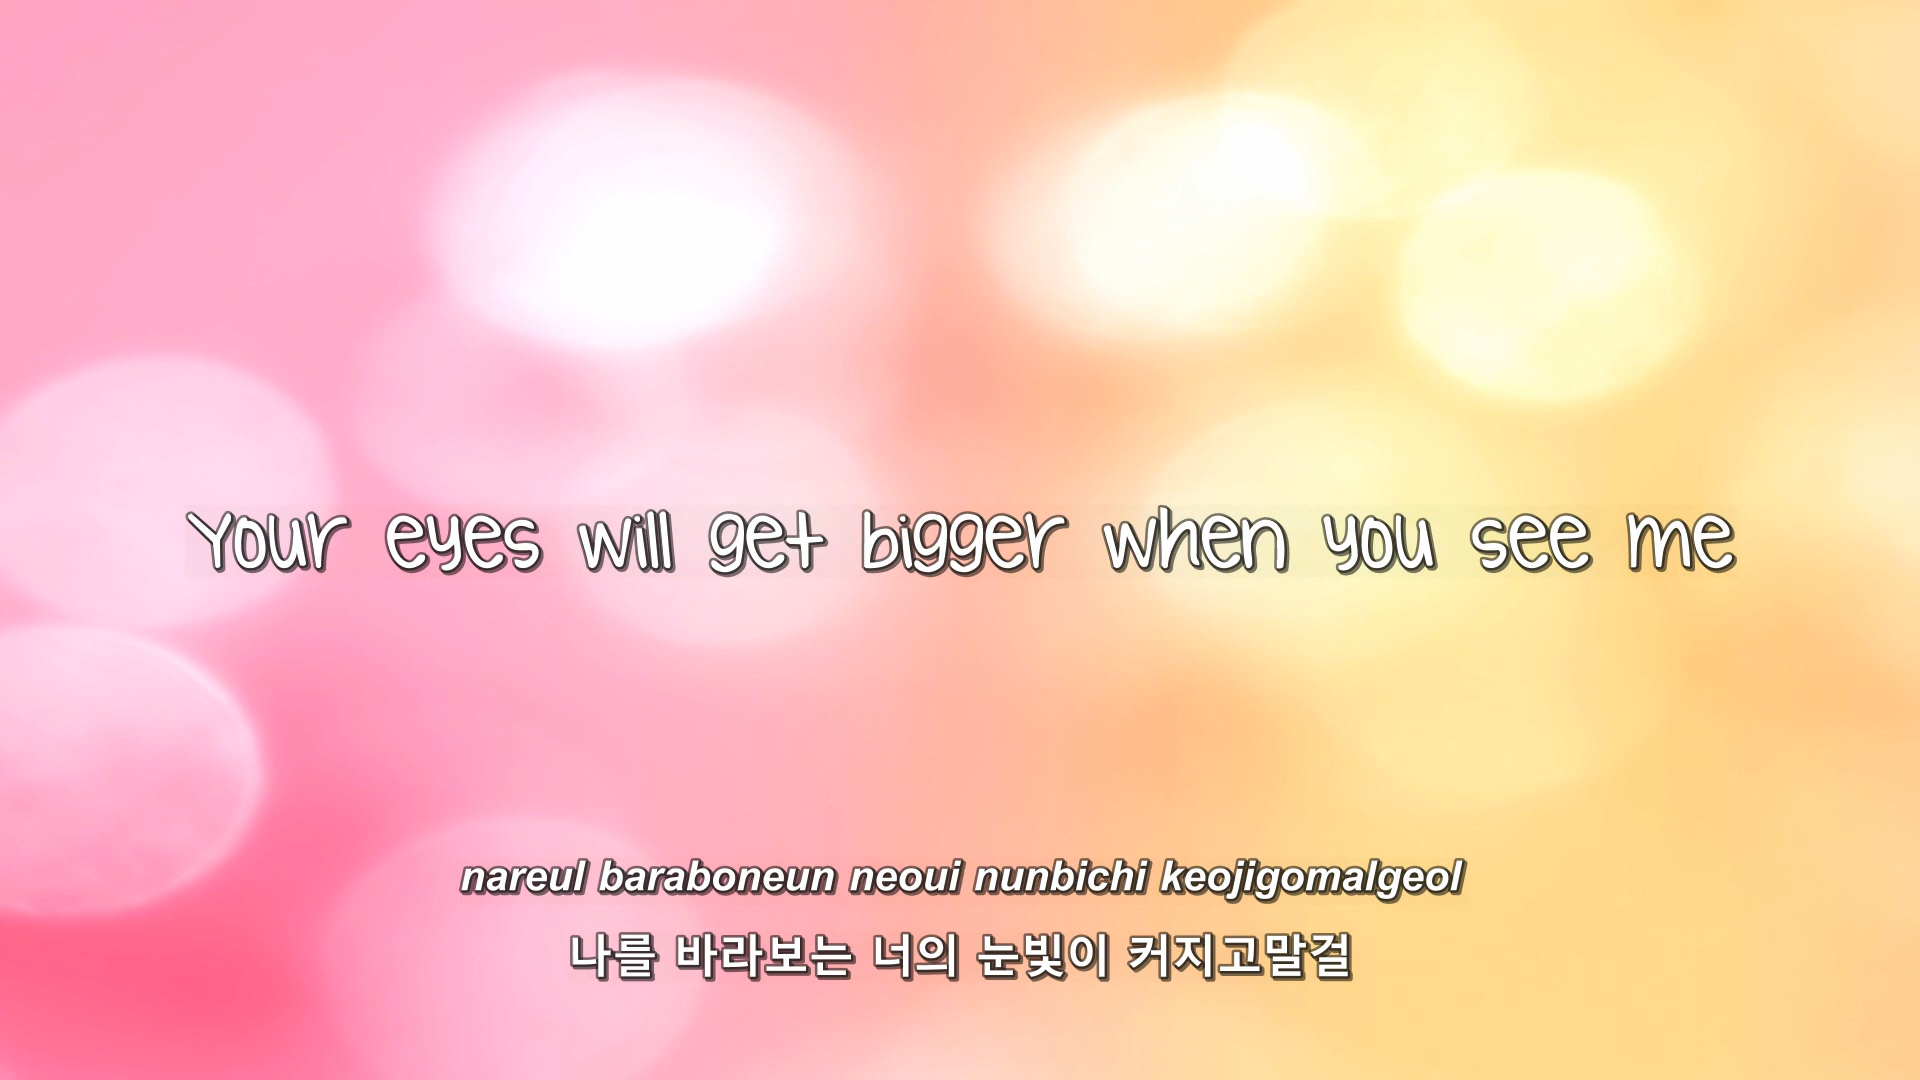 Your eyes will get bigger when you see me
nareul baraboneun neoui nunbichi keojigomalgeol
나를 바라보는 너의 눈빛이 커지고말걸